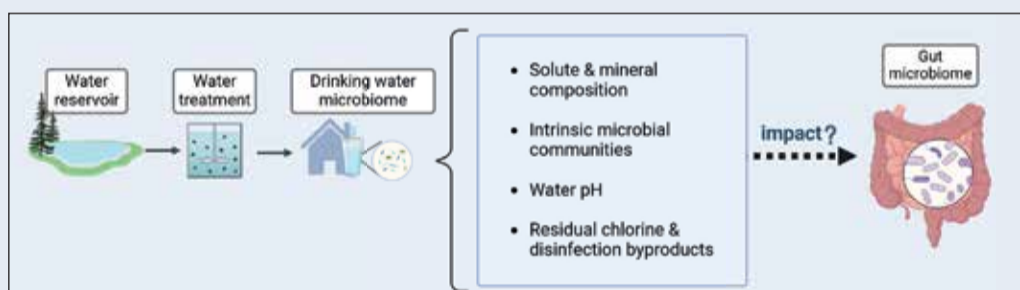 Water
reservoir
Water
treatment
Drinking water
microbiome
• Solute & mineral
composition
• Intrinsic microbial
communities
• Water pH
• Residual chlorine &
disinfection byproducts
impact?
Gut
microbiome